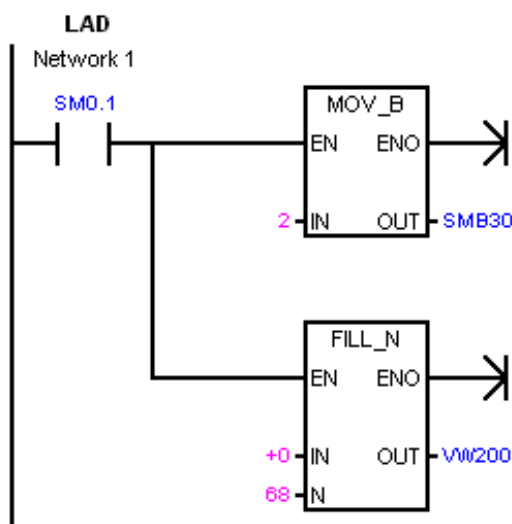 LAD
Network 1
SM0.1
MOV_B
EN ENO
2 IN OUT SMB30
FILL_N
EN ENO
+0 IN OUT VW200
68 N